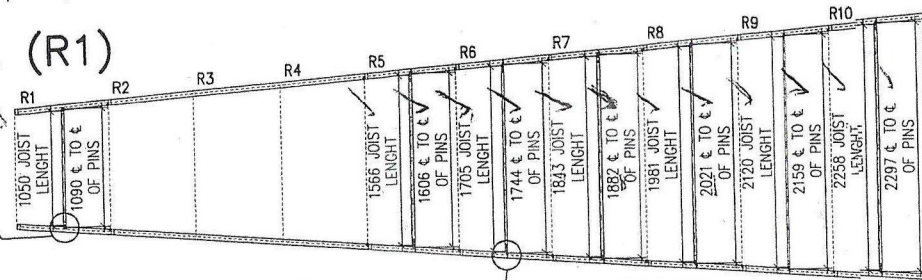 (R1)
R1
R2
R3
R4
R5
R6
R7
R8
R9
R10
1050 JOIST
LENGHT
1090 ℄ TO ℄
OF PINS
1566 JOIST
LENGHT
1606 ℄ TO ℄
OF PINS
1705 JOIST
LENGHT
1744 ℄ TO ℄
OF PINS
1843 JOIST
LENGHT
1882 ℄ TO ℄
OF PINS
1981 JOIST
LENGHT
2021 ℄ TO ℄
OF PINS
2120 JOIST
LENGHT
2159 ℄ TO ℄
OF PINS
2258 JOIST
LENGHT
2297 ℄ TO ℄
OF PINS